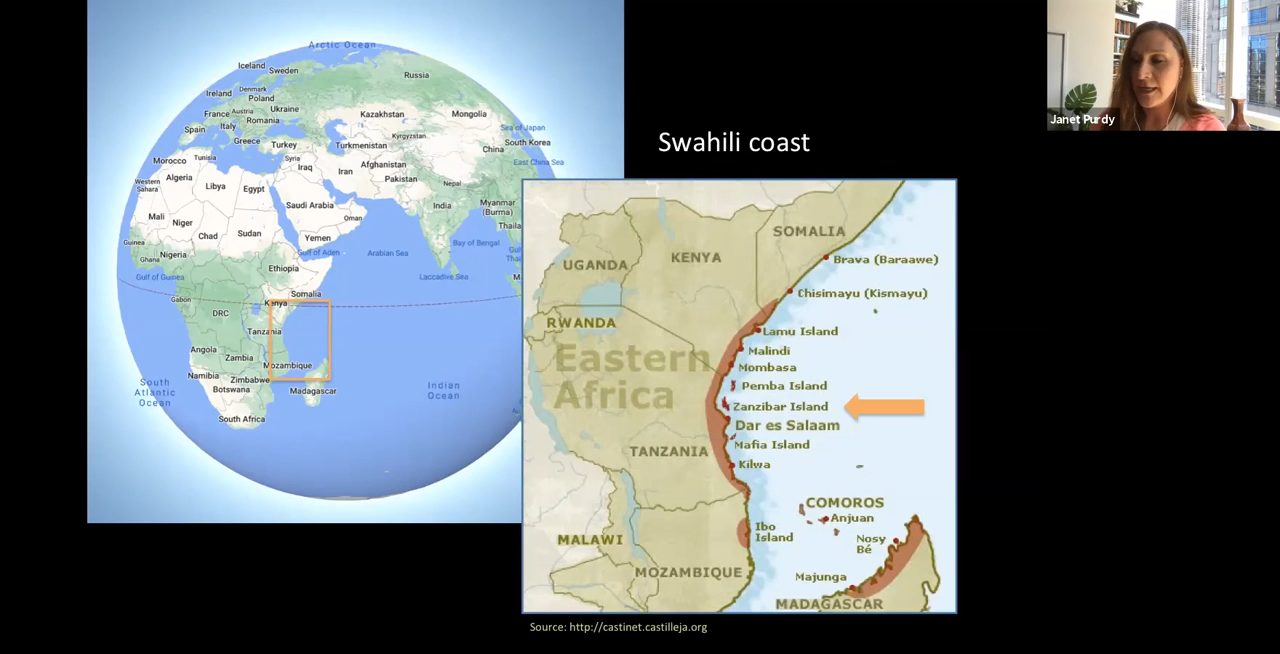 Arctic Ocean
Iceland
Sweden
Russia
Ireland
Denmark
Poland
Ukraine
France
Austria
Romania
Kazakhstan
Mongolia
Spain
Italy
Greece
Turkey
Turkmenistan
Kyrgyzstan
China
Sea of Japan
South Korea
East China Sea
Morocco
Tunisia
Syria
Iraq
Iran
Afghanistan
Pakistan
Nepal
Western
Sahara
Algeria
Libya
Egypt
Saudi Arabia
Oman
India
Myanmar
(Burma)
Mali
Niger
Chad
Sudan
Yemen
Thaila
Guinea
Ghana
Nigeria
Gulf of Aden
Arabian Sea
Bay of Bengal
Ethiopia
Laccadive Sea
Gulf of Guinea
Gabon
Kenya
Somalia
DRC
Tanzania
Angola
Zambia
Mozambique
Namibia
Zimbabwe
Botswana
Madagascar
South Africa
South
Atlantic
Ocean
Indian
Ocean
Swahili coast
Janet Purdy
SOMALIA
UGANDA
KENYA
Brava (Baraawe)
Chisimayu (Kismayu)
RWANDA
Lamu Island
Eastern
Africa
Malindi
Mombasa
Pemba Island
Zanzibar Island
Dar es Salaam
Mafia Island
TANZANIA
Kilwa
COMOROS
Anjuan
Ibo
Island
Nosy
Bé
MALAWI
MOZAMBIQUE
Majunga
MADAGASCAR
Source: http://castinet.castilleja.org